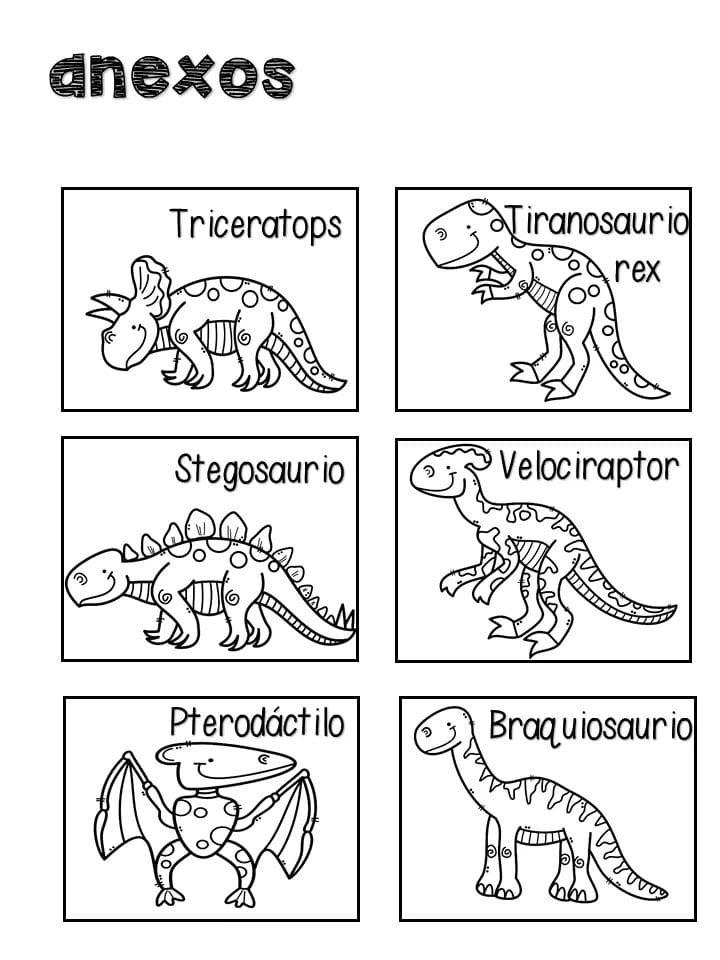 anexos
Triceratops
Tiranosaurio
rex
Stegosaurio
Velociraptor
Pterodáctilo
Braquiosaurio